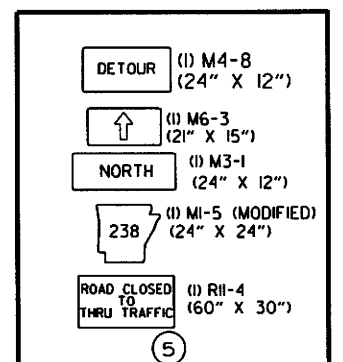 DETOUR (1) M4-8
(24" X 12")
(1) M6-3
(21" X 15")
NORTH (1) M3-1
(24" X 12")
238 (1) M1-5 (MODIFIED)
(24" X 24")
ROAD CLOSED
TO
THRU TRAFFIC
(1) R11-4
(60" X 30")
5